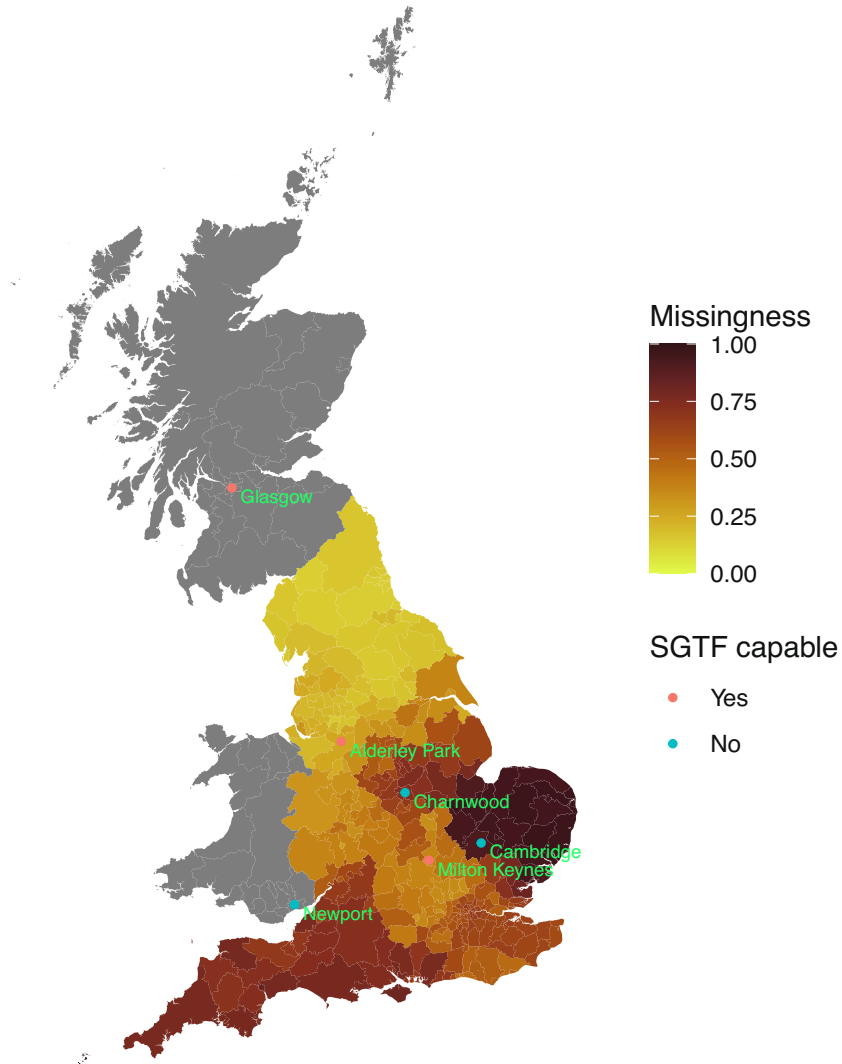 Missingness
1.00
0.75
0.50
0.25
0.00
Glasgow
SGTF capable
Yes
No
Alderley Park
Charnwood
Cambridge
Milton Keynes
Newport